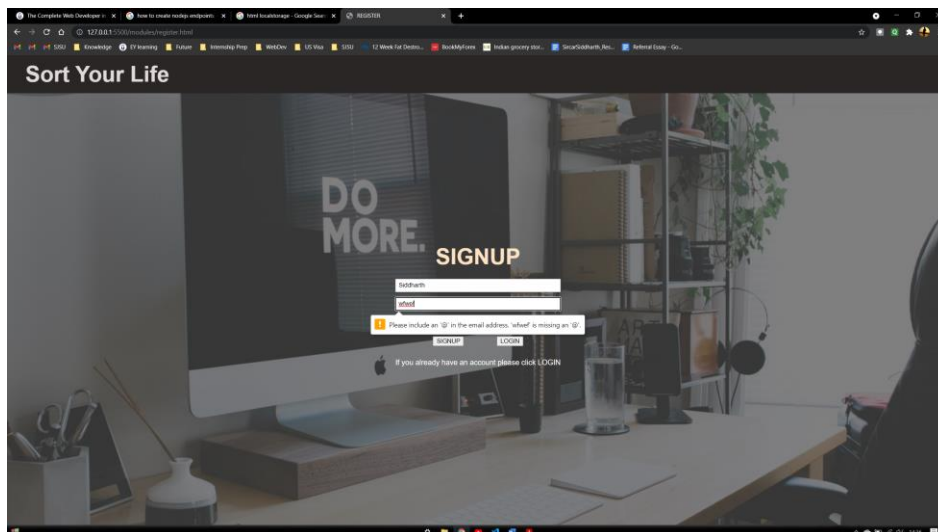 The Complete Web Developer in
how to create nodejs endpoints
html localstorage - Google Sear
REGISTER
127.0.0.1:5500/modules/register.html
SISU
Knowledge
EY learning
Future
Internship Prep
WebDev
US Visa
SISU
12 Week Fat Destro...
BookMyForex
Indian grocery stor...
SircarSiddharth_Res...
Referral Essay - Go...
Sort Your Life
DO
MORE.
SIGNUP
Siddharth
wfwef
Please include an '@' in the email address. 'wfwef' is missing an '@'.
SIGNUP LOGIN
If you already have an account please click LOGIN